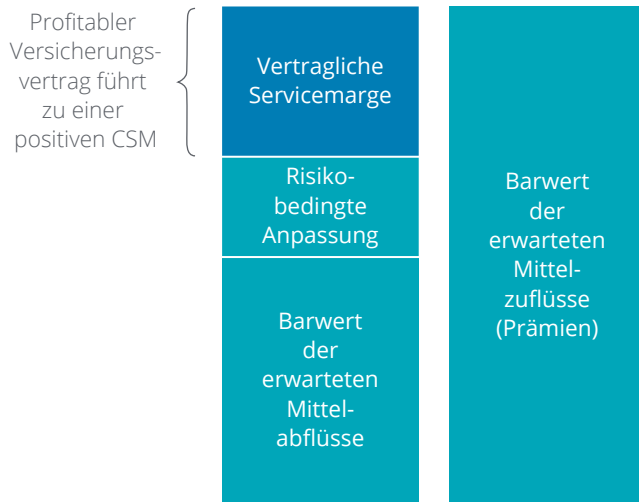 Profitabler
Versicherungs-
vertrag führt
zu einer
positiven CSM
Vertragliche
Servicemarge
Risiko-
bedingte
Anpassung
Barwert
der
erwarteten
Mittel-
abflüsse
Barwert
der
erwarteten
Mittel-
zuflüsse
(Prämien)